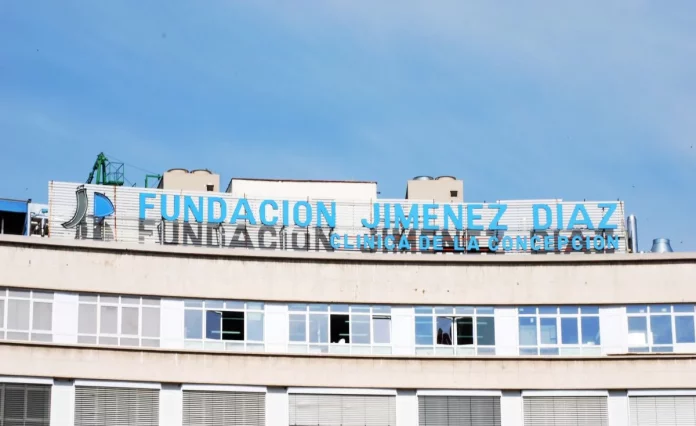 FUNDACION JIMENEZ DIAZ
CLINICA DE LA CONCEPCION